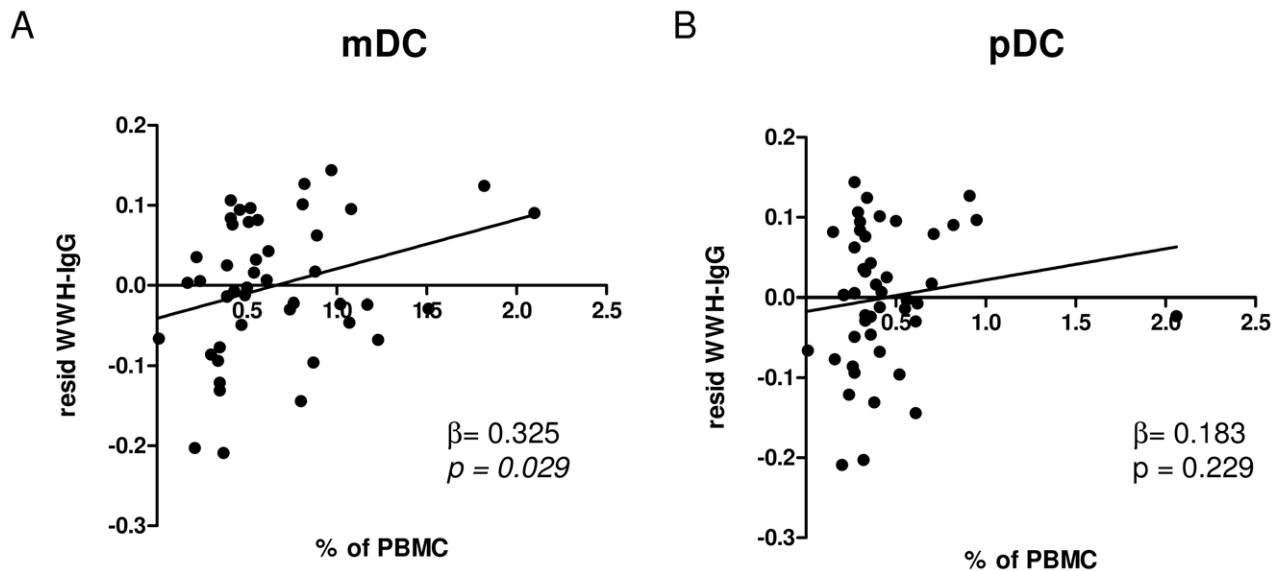 A
mDC
0.2
0.1
0.0
-0.1
-0.2
-0.3
0.5
1.0
1.5
2.0
2.5
resid WWH-IgG
% of PBMC
β= 0.325
p = 0.029
B
pDC
0.2
0.1
0.0
-0.1
-0.2
-0.3
0.5
1.0
1.5
2.0
2.5
resid WWH-IgG
% of PBMC
β= 0.183
p = 0.229